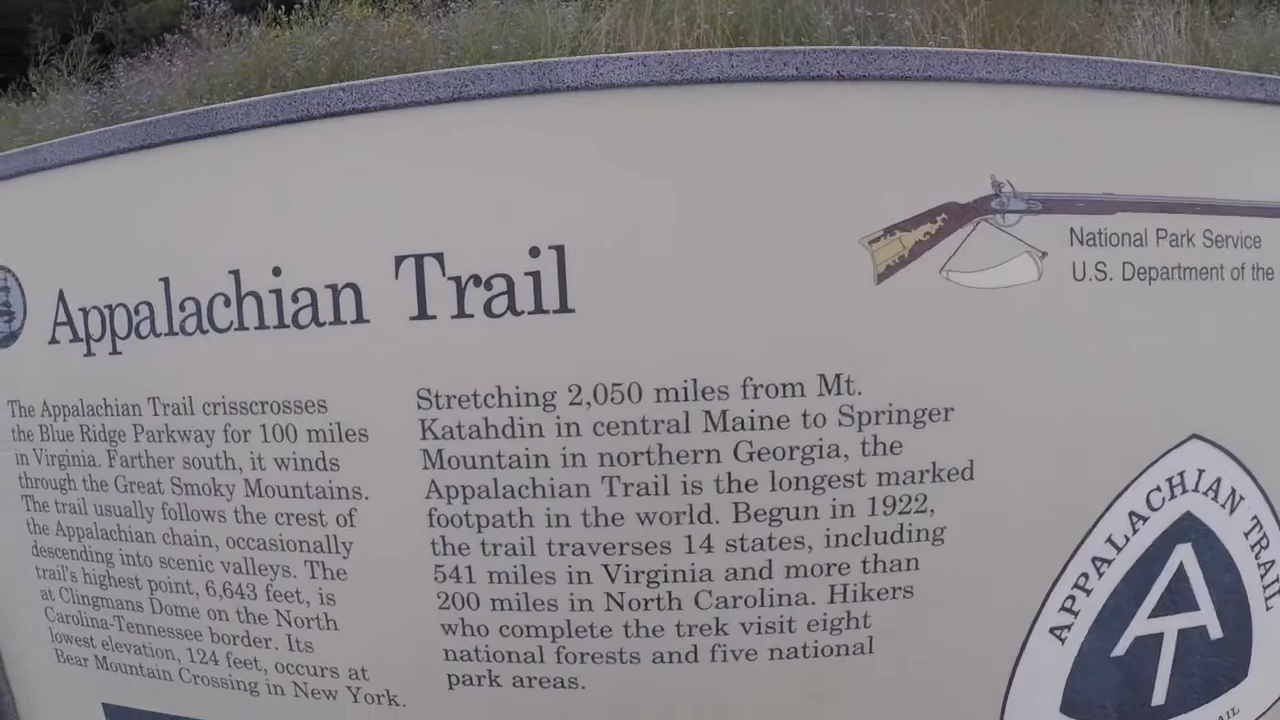 Appalachian Trail
National Park Service
U.S. Department of the
The Appalachian Trail crisscrosses
the Blue Ridge Parkway for 100 miles
in Virginia. Farther south, it winds
through the Great Smoky Mountains.
The trail usually follows the crest of
the Appalachian chain, occasionally
descending into scenic valleys. The
trail's highest point, 6,643 feet, is
at Clingmans Dome on the North
Carolina-Tennessee border. Its
lowest elevation, 124 feet, occurs at
Bear Mountain Crossing in New York.
Stretching 2,050 miles from Mt.
Katahdin in central Maine to Springer
Mountain in northern Georgia, the
Appalachian Trail is the longest marked
footpath in the world. Begun in 1922,
the trail traverses 14 states, including
541 miles in Virginia and more than
200 miles in North Carolina. Hikers
who complete the trek visit eight
national forests and five national
park areas.
APPALACHIAN TRAIL
AT